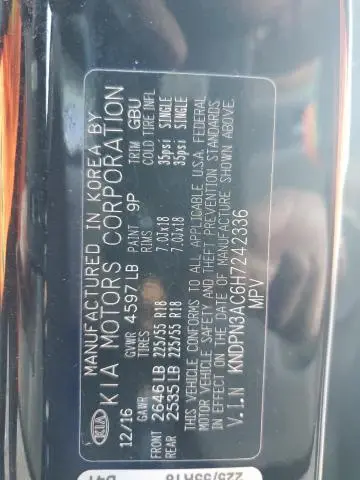 MANUFACTURED IN KOREA BY
KIA KIA MOTORS CORPORATION
12/16 GVWR 4597 LB PAINT 9P TRIM GBU
GAWR TIRES RIMS COLD TIRE INFL
FRONT 2646 LB 225/55 R18 7.0Jx18 35psi SINGLE
REAR 2535 LB 225/55 R18 7.0Jx18 35psi SINGLE
THIS VEHICLE CONFORMS TO ALL APPLICABLE U.S.A. FEDERAL
MOTOR VEHICLE SAFETY AND THEFT PREVENTION STANDARDS
IN EFFECT ON THE DATE OF MANUFACTURE SHOWN ABOVE.
V.I.N KNDPN3AC6H7242336
MPV
225/55R18